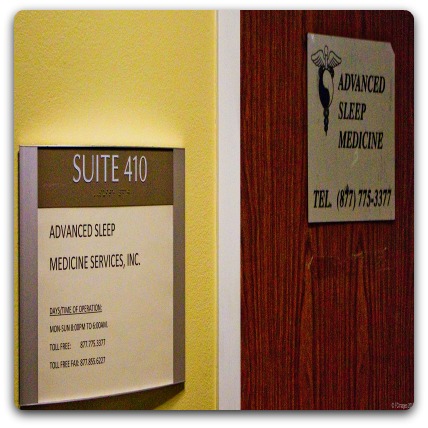 SUITE 410
ADVANCED SLEEP
MEDICINE SERVICES, INC.
DAYS/TIME OF OPERATION:
MON-SUN 8:00PM TO 6:00AM.
TOLL FREE: 877.775.3377
TOLL FREE FAX: 877.855.6227
ADVANCED
SLEEP
MEDICINE
TEL. (877) 775-3377